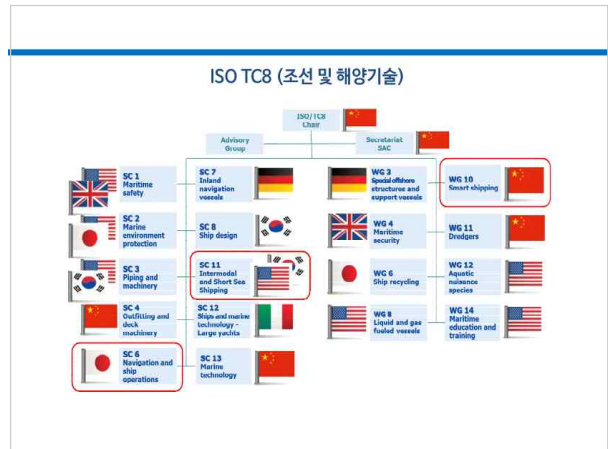 ISO TC8 (조선 및 해양기술)
ISO/TC8
Chair
Advisory
Group
Secretariat
SAC
SC 1
Maritime
safety
SC 7
Inland
navigation
vessels
WG 3
Special offshore
structures and
support vessels
WG 10
Smart shipping
SC 2
Marine
environment
protection
SC 8
Ship design
WG 4
Maritime
security
WG 11
Dredgers
SC 3
Piping and
machinery
SC 11
Intermodal
and Short Sea
Shipping
WG 6
Ship recycling
WG 12
Aquatic
nuisance
species
SC 4
Outfitting and
deck
machinery
SC 12
Ships and marine
technology -
Large yachts
WG 8
Liquid and gas
fueled vessels
WG 14
Maritime
education and
training
SC 6
Navigation and
ship
operations
SC 13
Marine
technology